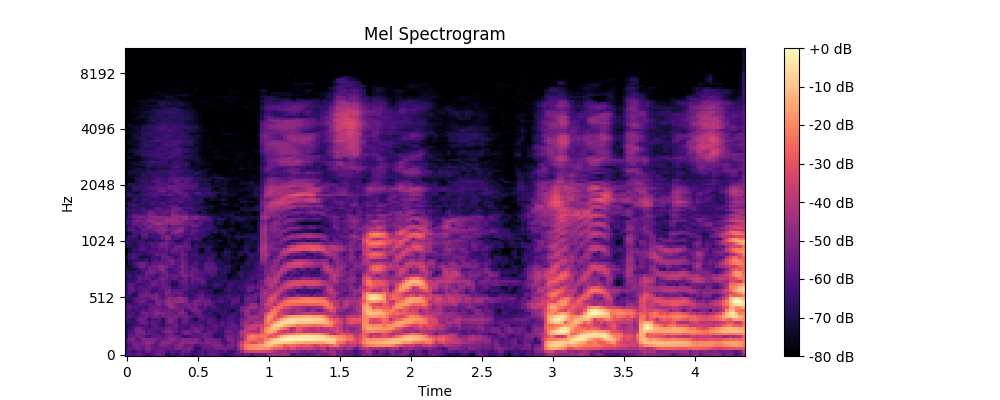 Mel Spectrogram
8192
4096
2048
1024
512
0
Hz
0 0.5 1 1.5 2 2.5 3 3.5 4
Time
+0 dB
-10 dB
-20 dB
-30 dB
-40 dB
-50 dB
-60 dB
-70 dB
-80 dB